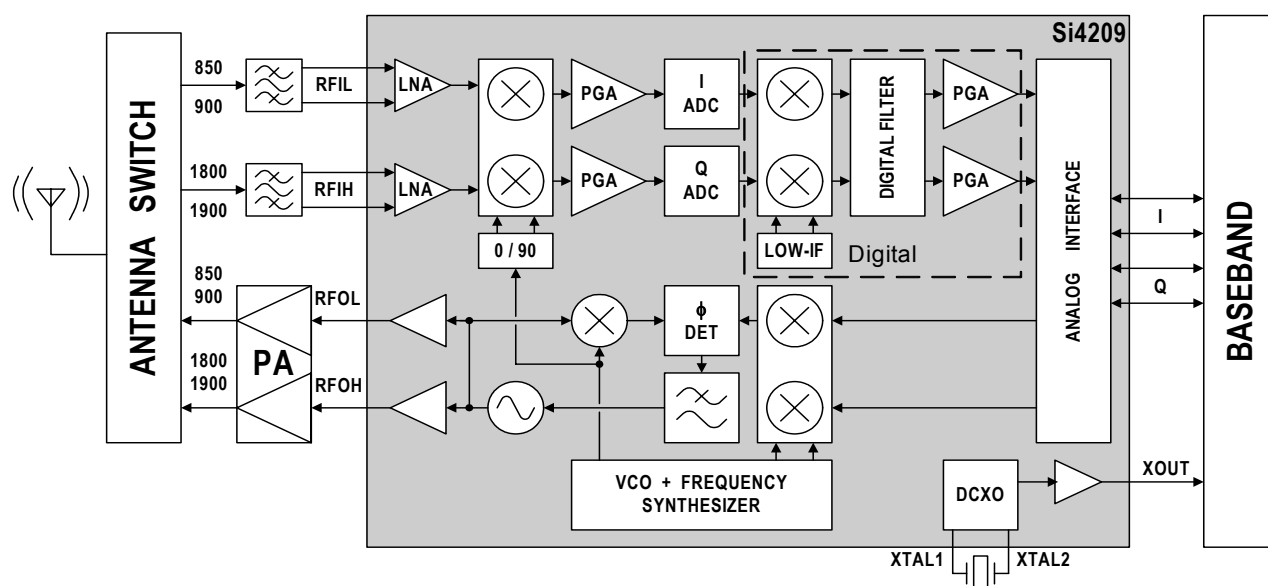 Si4209
ANTENNA SWITCH
850
900
RFIL
LNA
PGA
I
ADC
DIGITAL FILTER
PGA
1800
1900
RFIH
LNA
PGA
Q
ADC
PGA
0 / 90
LOW-IF
Digital
ANALOG INTERFACE
I
Q
BASEBAND
850
900
RFOL
PA
1800
1900
RFOH
ϕ
DET
VCO + FREQUENCY
SYNTHESIZER
DCXO
XOUT
XTAL1
XTAL2